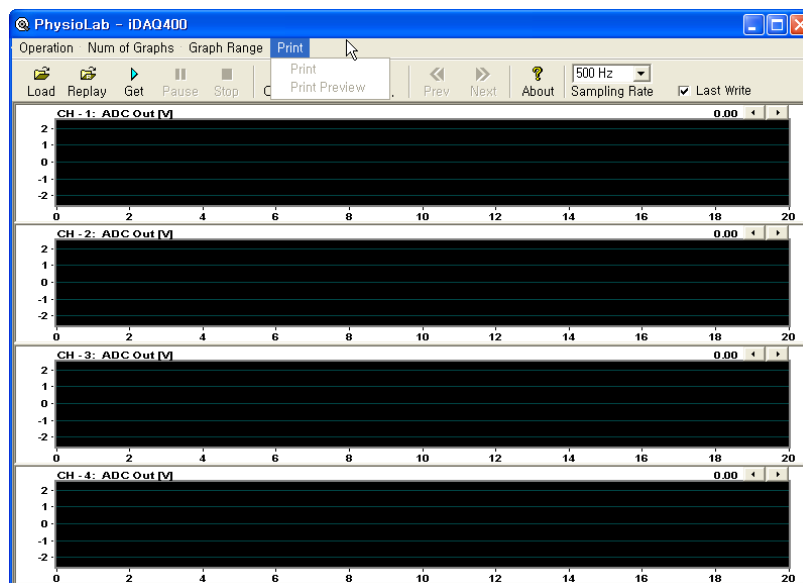 PhysioLab - iDAQ400
Operation Num of Graphs Graph Range Print
Print
Print Preview
Load Replay Get Pause Stop Prev Next About Sampling Rate Last Write
500 Hz
CH - 1: ADC Out [V] 0.00
2
1
0
-1
-2
0 2 4 6 8 10 12 14 16 18 20
CH - 2: ADC Out [V] 0.00
2
1
0
-1
-2
0 2 4 6 8 10 12 14 16 18 20
CH - 3: ADC Out [V] 0.00
2
1
0
-1
-2
0 2 4 6 8 10 12 14 16 18 20
CH - 4: ADC Out [V] 0.00
2
1
0
-1
-2
0 2 4 6 8 10 12 14 16 18 20